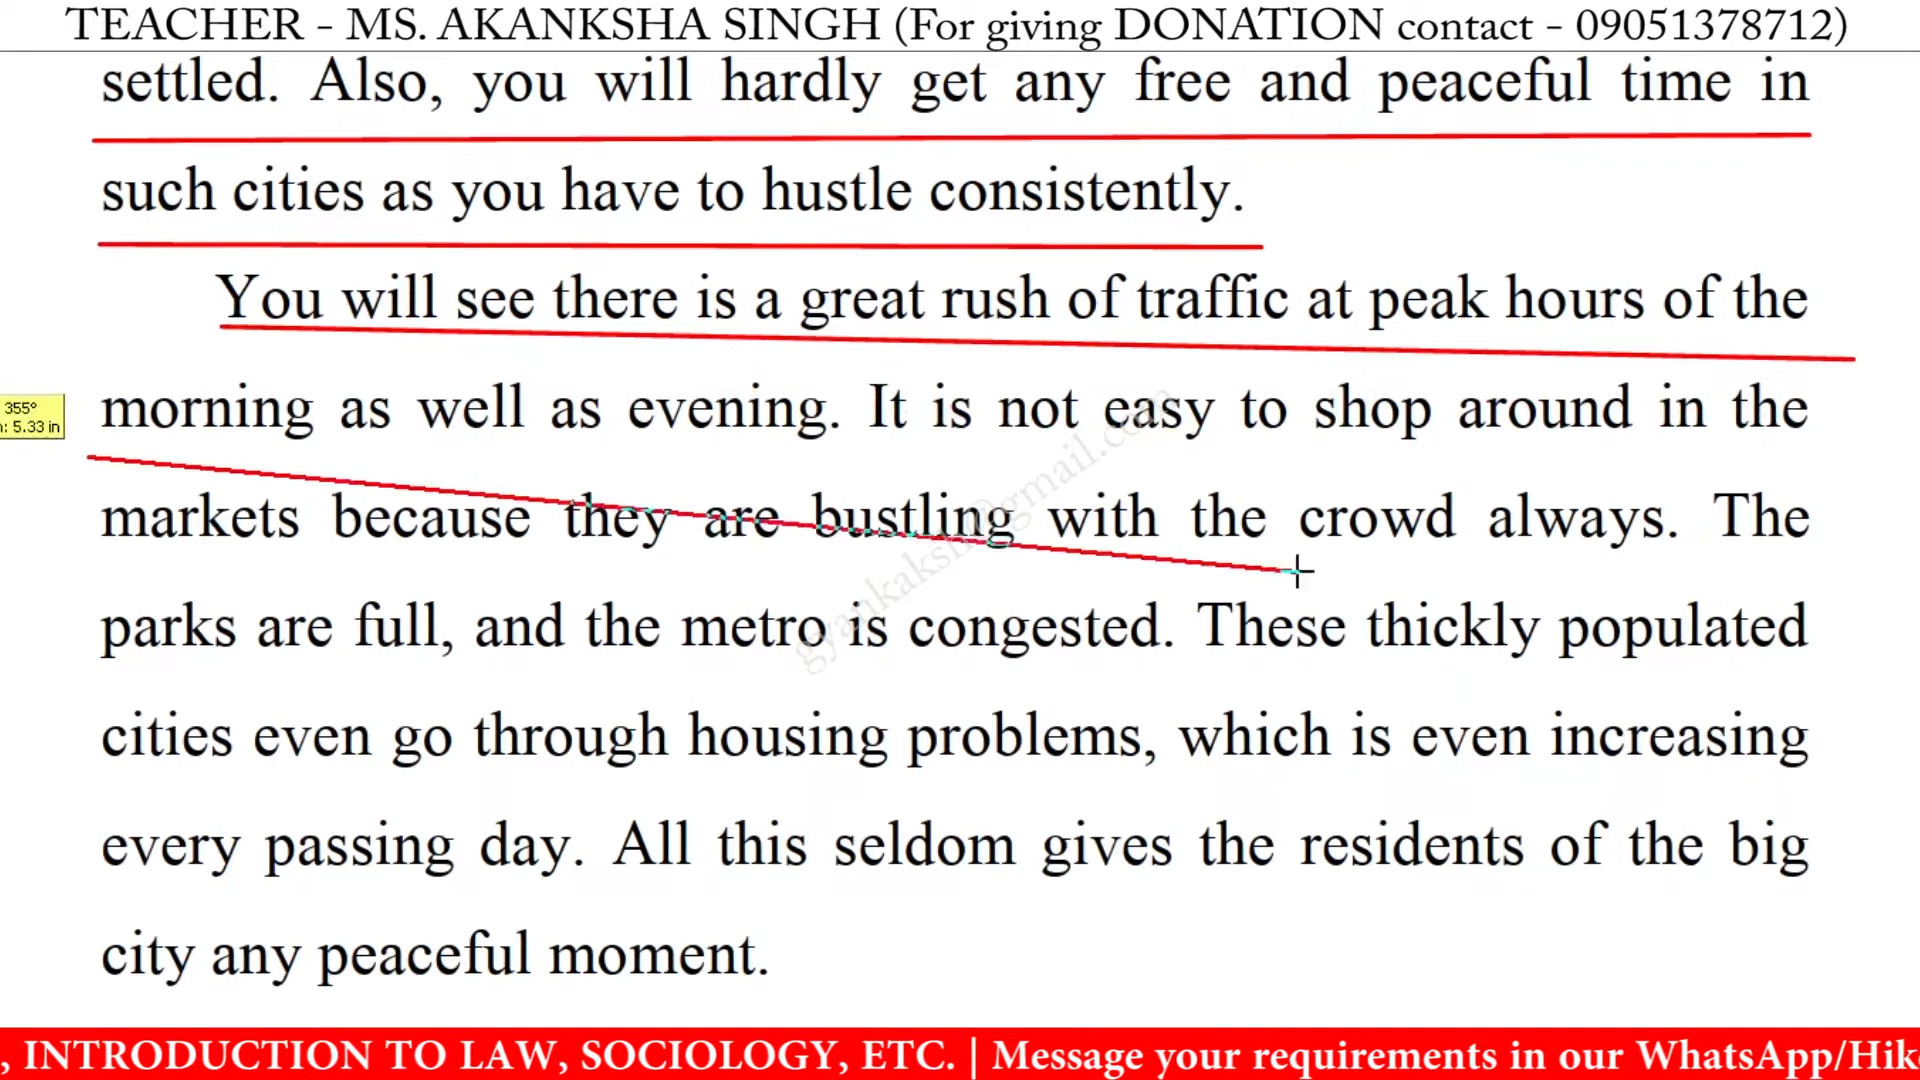 TEACHER - MS. AKANKSHA SINGH (For giving DONATION contact - 09051378712)
settled. Also, you will hardly get any free and peaceful time in
such cities as you have to hustle consistently.
You will see there is a great rush of traffic at peak hours of the
355°
morning as well as evening. It is not easy to shop around in the
: 5.33 in
markets because they are bustling with the crowd always. The
parks are full, and the metro is congested. These thickly populated
cities even go through housing problems, which is even increasing
every passing day. All this seldom gives the residents of the big
city any peaceful moment.
, INTRODUCTION TO LAW, SOCIOLOGY, ETC. | Message your requirements in our WhatsApp/Hik